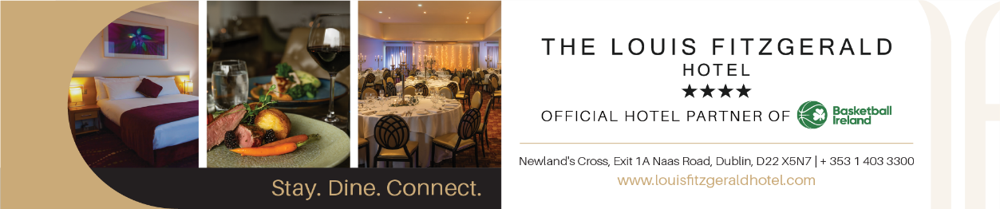 Stay. Dine. Connect.
THE LOUIS FITZGERALD
HOTEL
★★★★
OFFICIAL HOTEL PARTNER OF Basketball Ireland
Newland's Cross, Exit 1A Naas Road, Dublin, D22 X5N7 | + 353 1 403 3300
www.louisfitzgeraldhotel.com